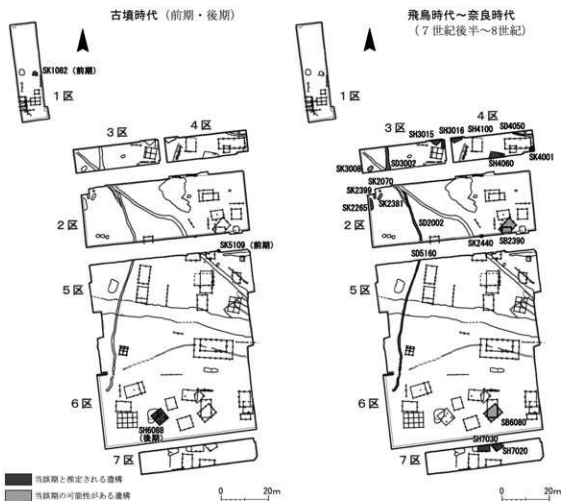 古墳時代（前期・後期）
SK1082（前期）
1区
3区
4区
2区
SK5109（前期）
5区
6区
SH6088
（後期）
7区
当該期と推定される遺構
当該期の可能性がある遺構
0 20m
飛鳥時代～奈良時代
（7世紀後半～8世紀）
1区
4区
3区
SH3015
SH3016
SH4100
SD4050
SK3008
SD3002
SH4060
SK4001
SK2070
SK2399
SK2381
SK2265
2区
SD2002
SK2440
SB2390
SD5160
5区
6区
SB6080
SH7030
SH7020
7区
0 20m